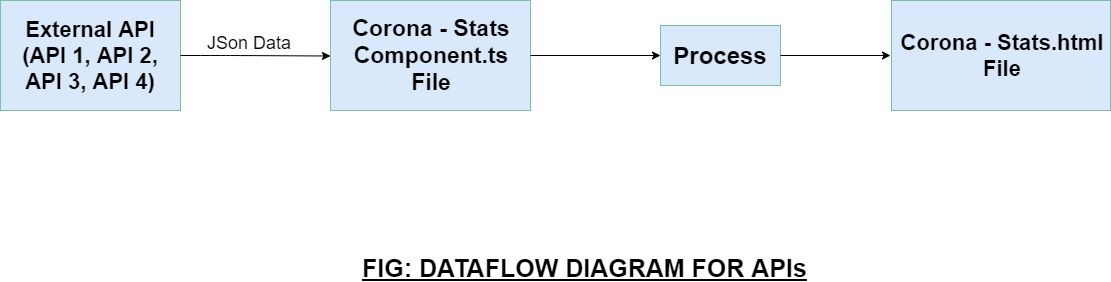 External API
(API 1, API 2,
API 3, API 4)
JSon Data
Corona - Stats
Component.ts
File
Process
Corona - Stats.html
File
FIG: DATAFLOW DIAGRAM FOR APIs